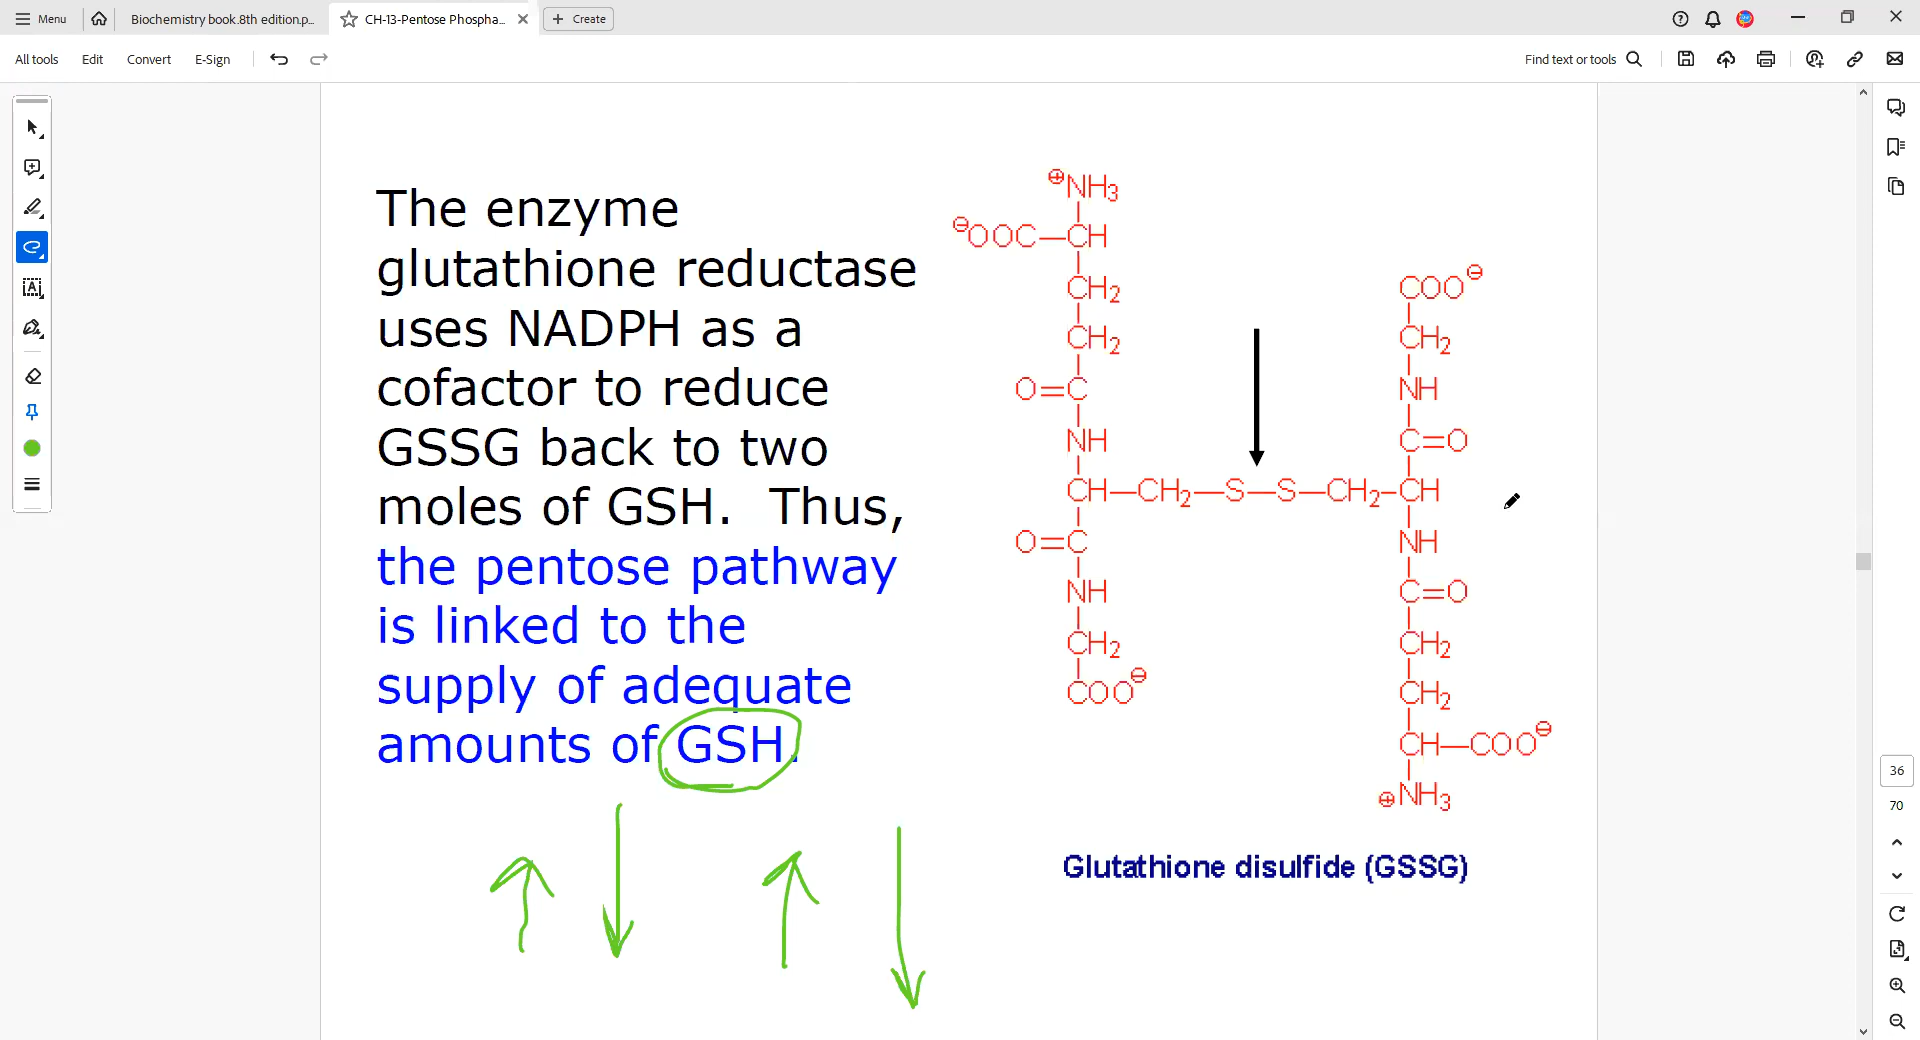 Menu
Biochemistry book.8th edition.p...
CH-13-Pentose Phospha...
Create
All tools
Edit
Convert
E-Sign
Find text or tools
The enzyme
glutathione reductase
uses NADPH as a
cofactor to reduce
GSSG back to two
moles of GSH.  Thus,
the pentose pathway
is linked to the
supply of adequate
amounts of GSH.
⊕NH₃
⊖OOC—CH
CH₂
CH₂
O=C
NH
CH—CH₂—S—S—CH₂—CH
O=C
NH
CH₂
COO⊖
COO⊖
CH₂
NH
C=O
NH
C=O
CH₂
CH₂
CH—COO⊖
⊕NH₃
Glutathione disulfide (GSSG)
36
70